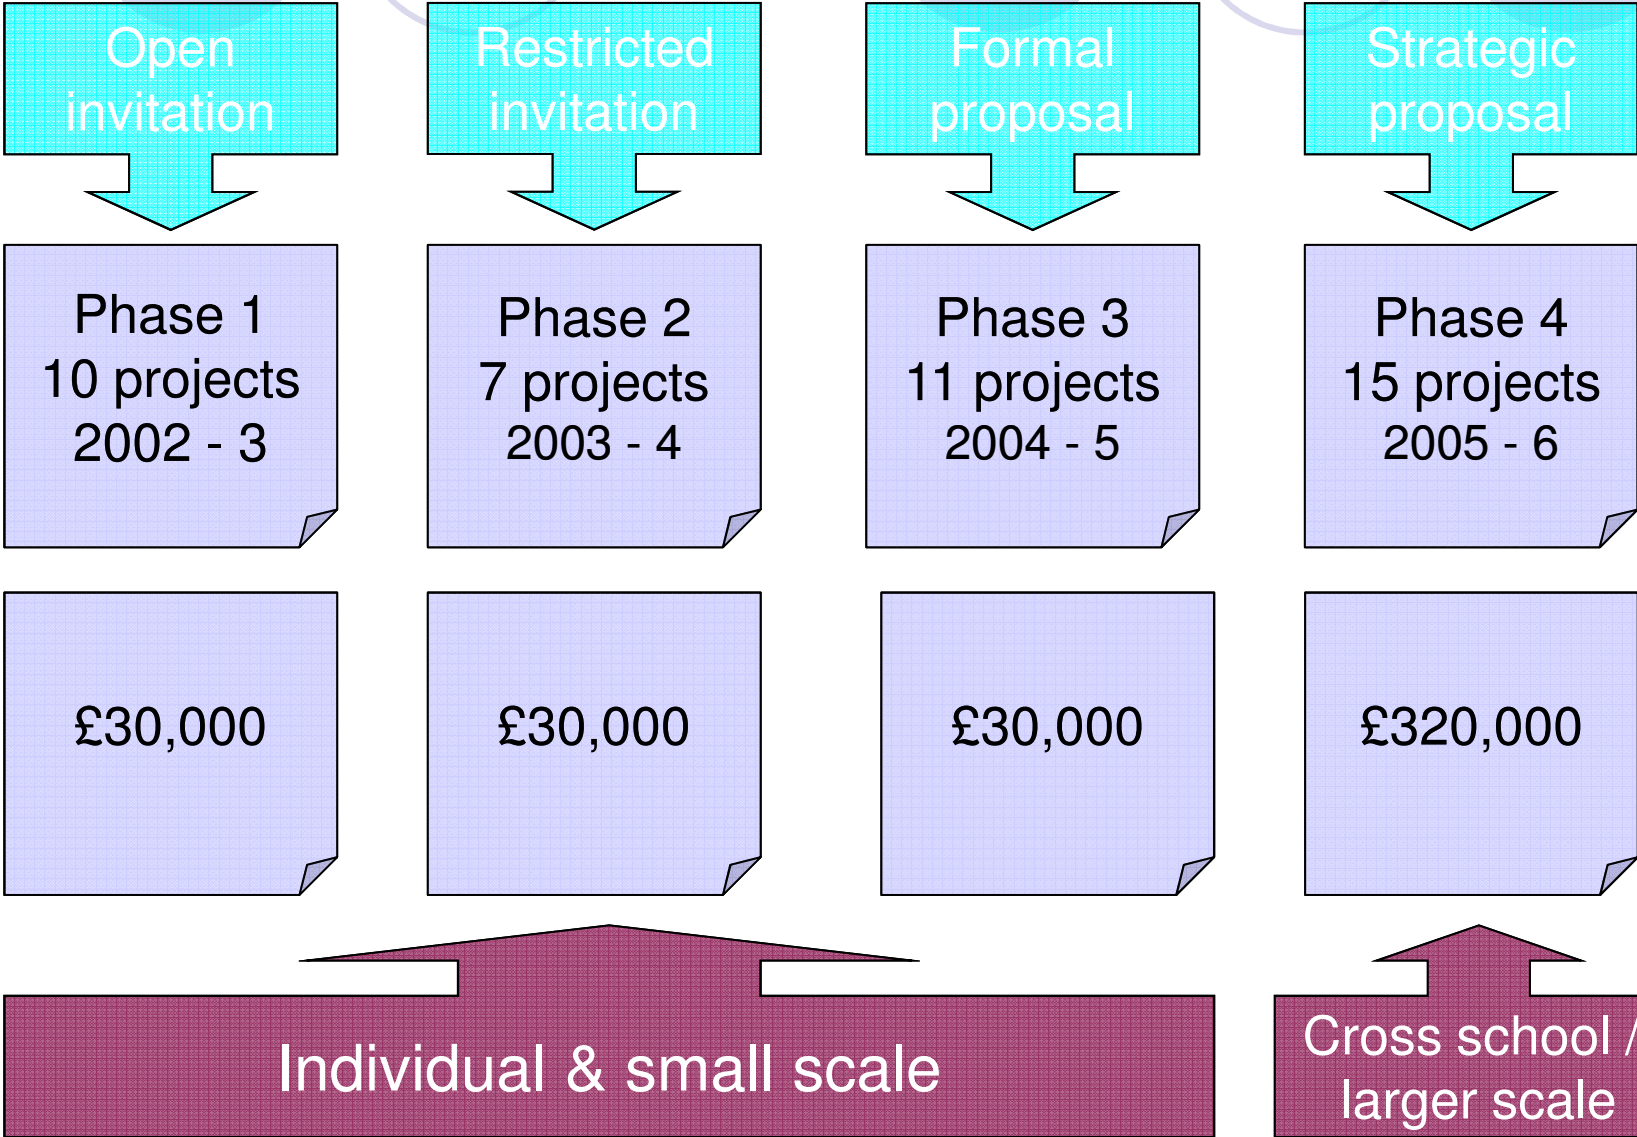 Open
invitation
Restricted
invitation
Formal
proposal
Strategic
proposal
Phase 1
10 projects
2002 - 3
Phase 2
7 projects
2003 - 4
Phase 3
11 projects
2004 - 5
Phase 4
15 projects
2005 - 6
£30,000
£30,000
£30,000
£320,000
Individual & small scale
Cross school /
larger scale